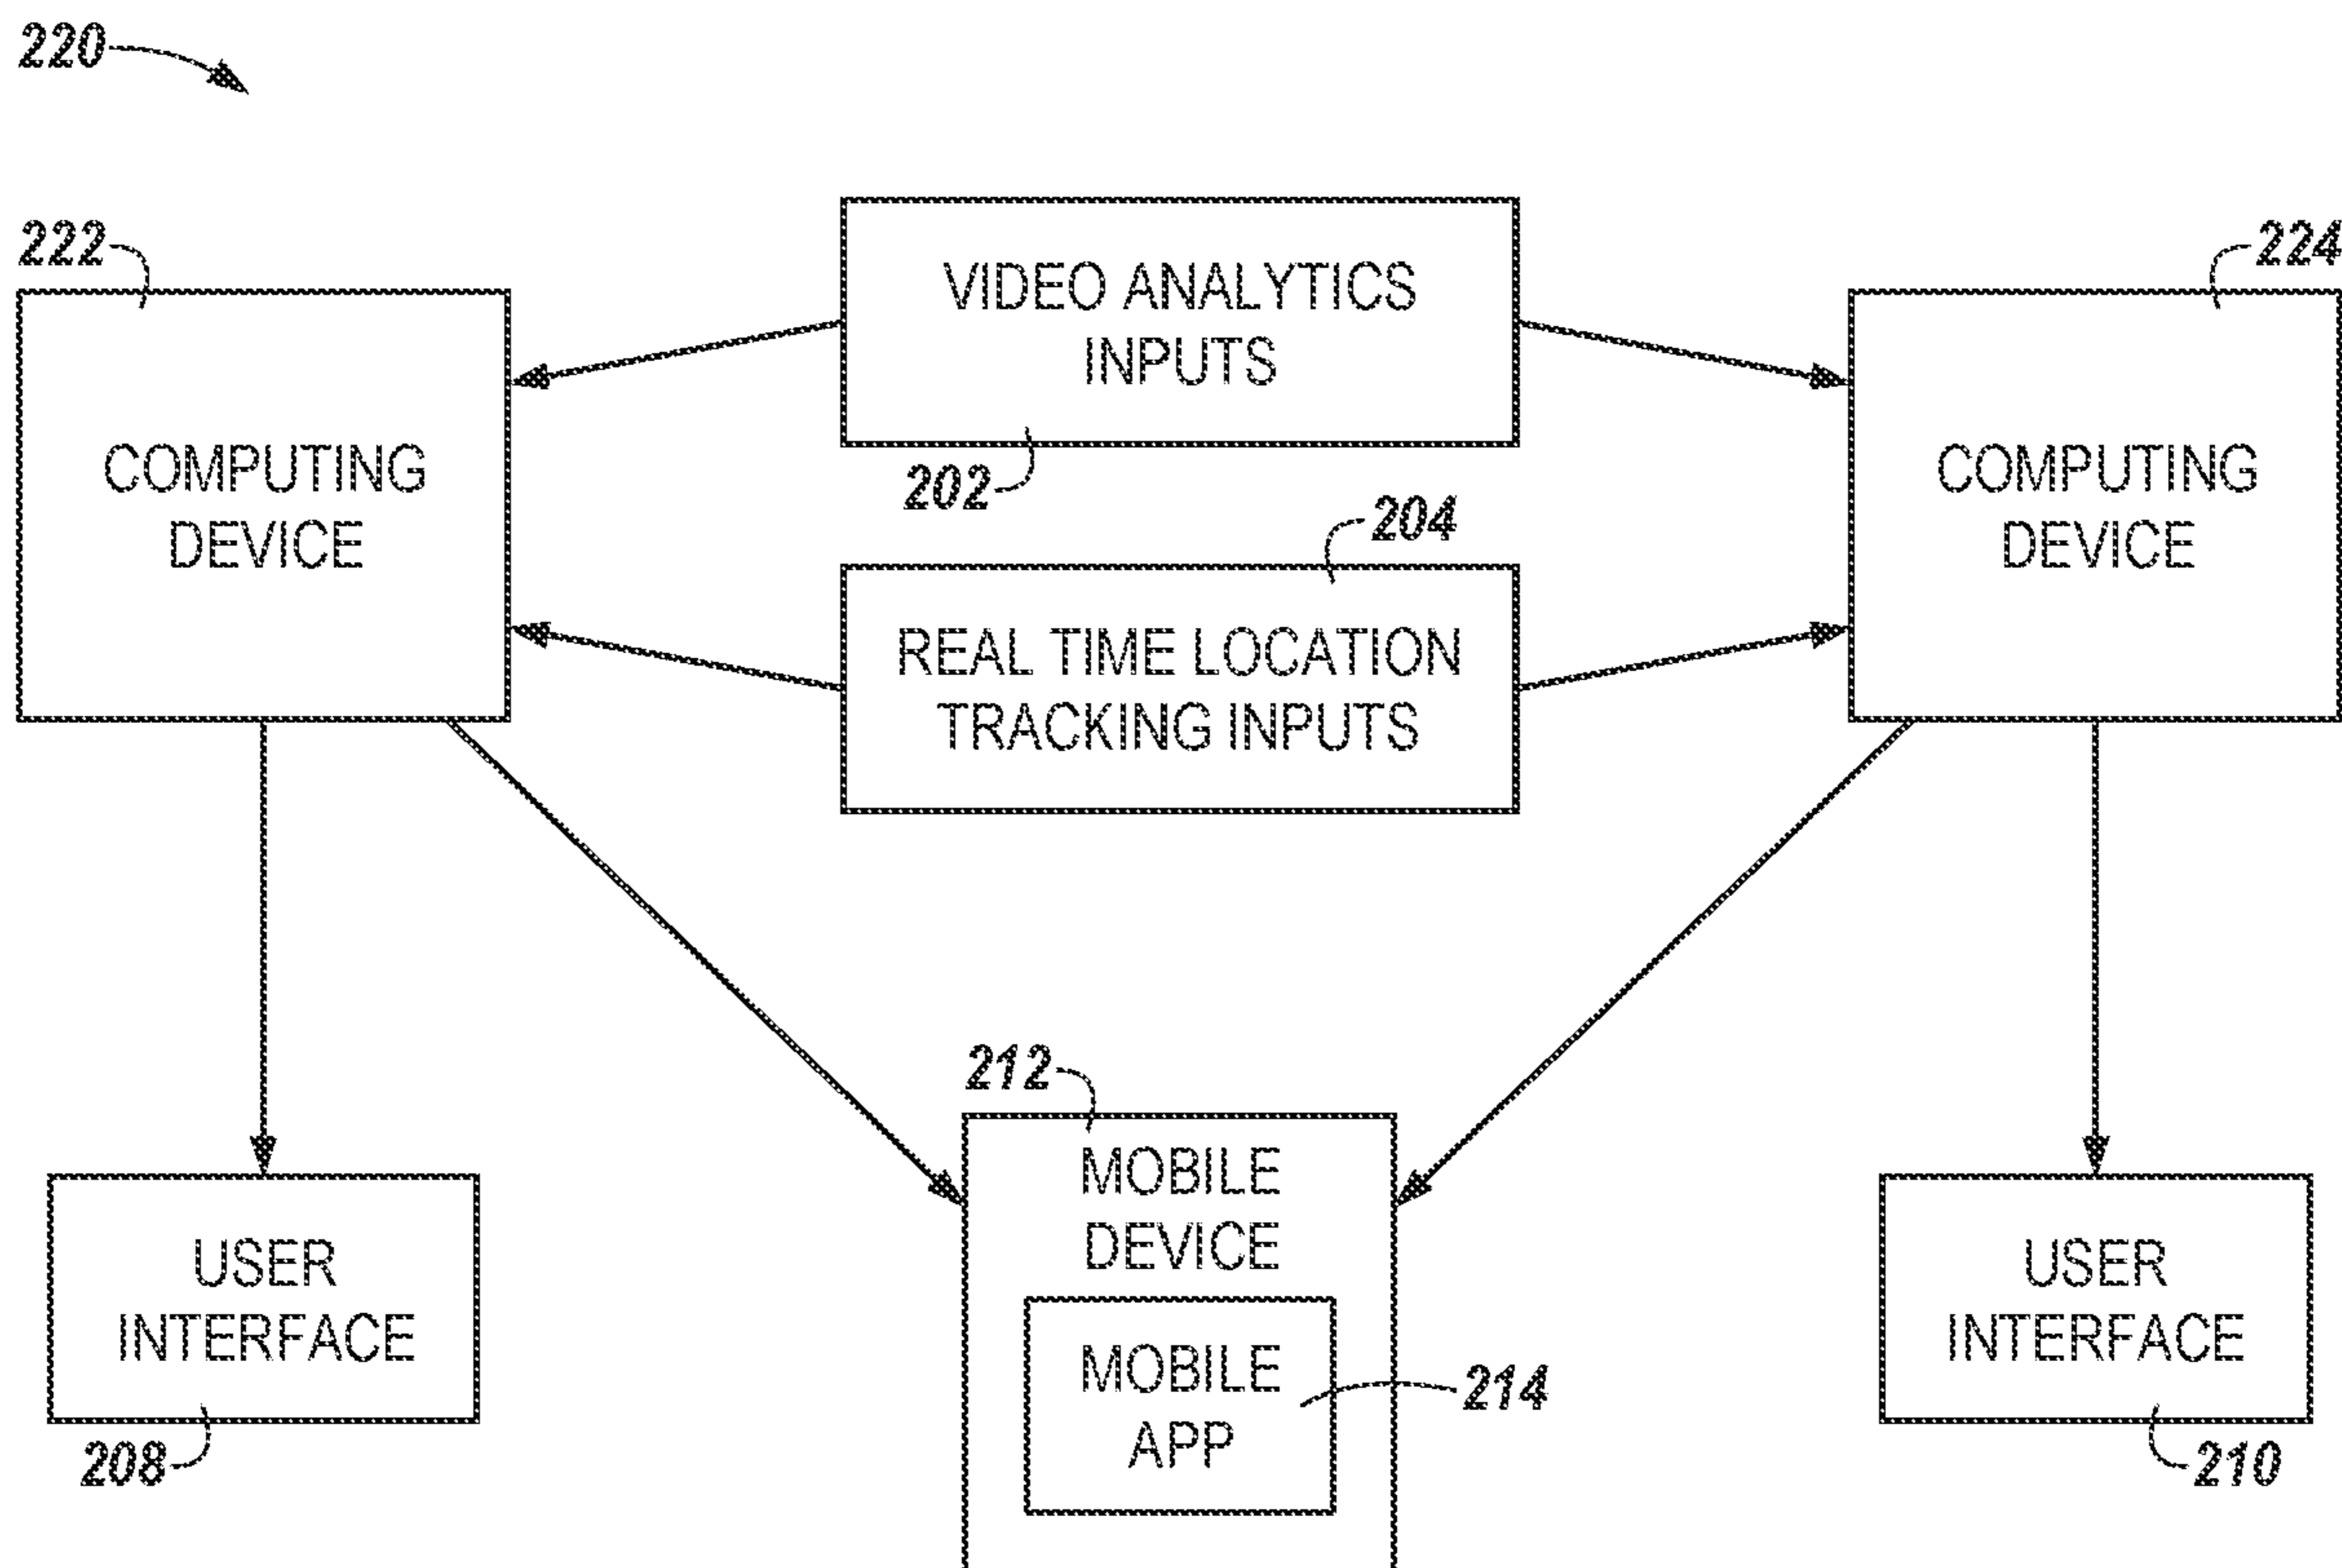 220
222
VIDEO ANALYTICS
INPUTS
202
224
COMPUTING
DEVICE
COMPUTING
DEVICE
204
REAL TIME LOCATION
TRACKING INPUTS
212
MOBILE
DEVICE
USER
INTERFACE
208
MOBILE
APP
214
USER
INTERFACE
210